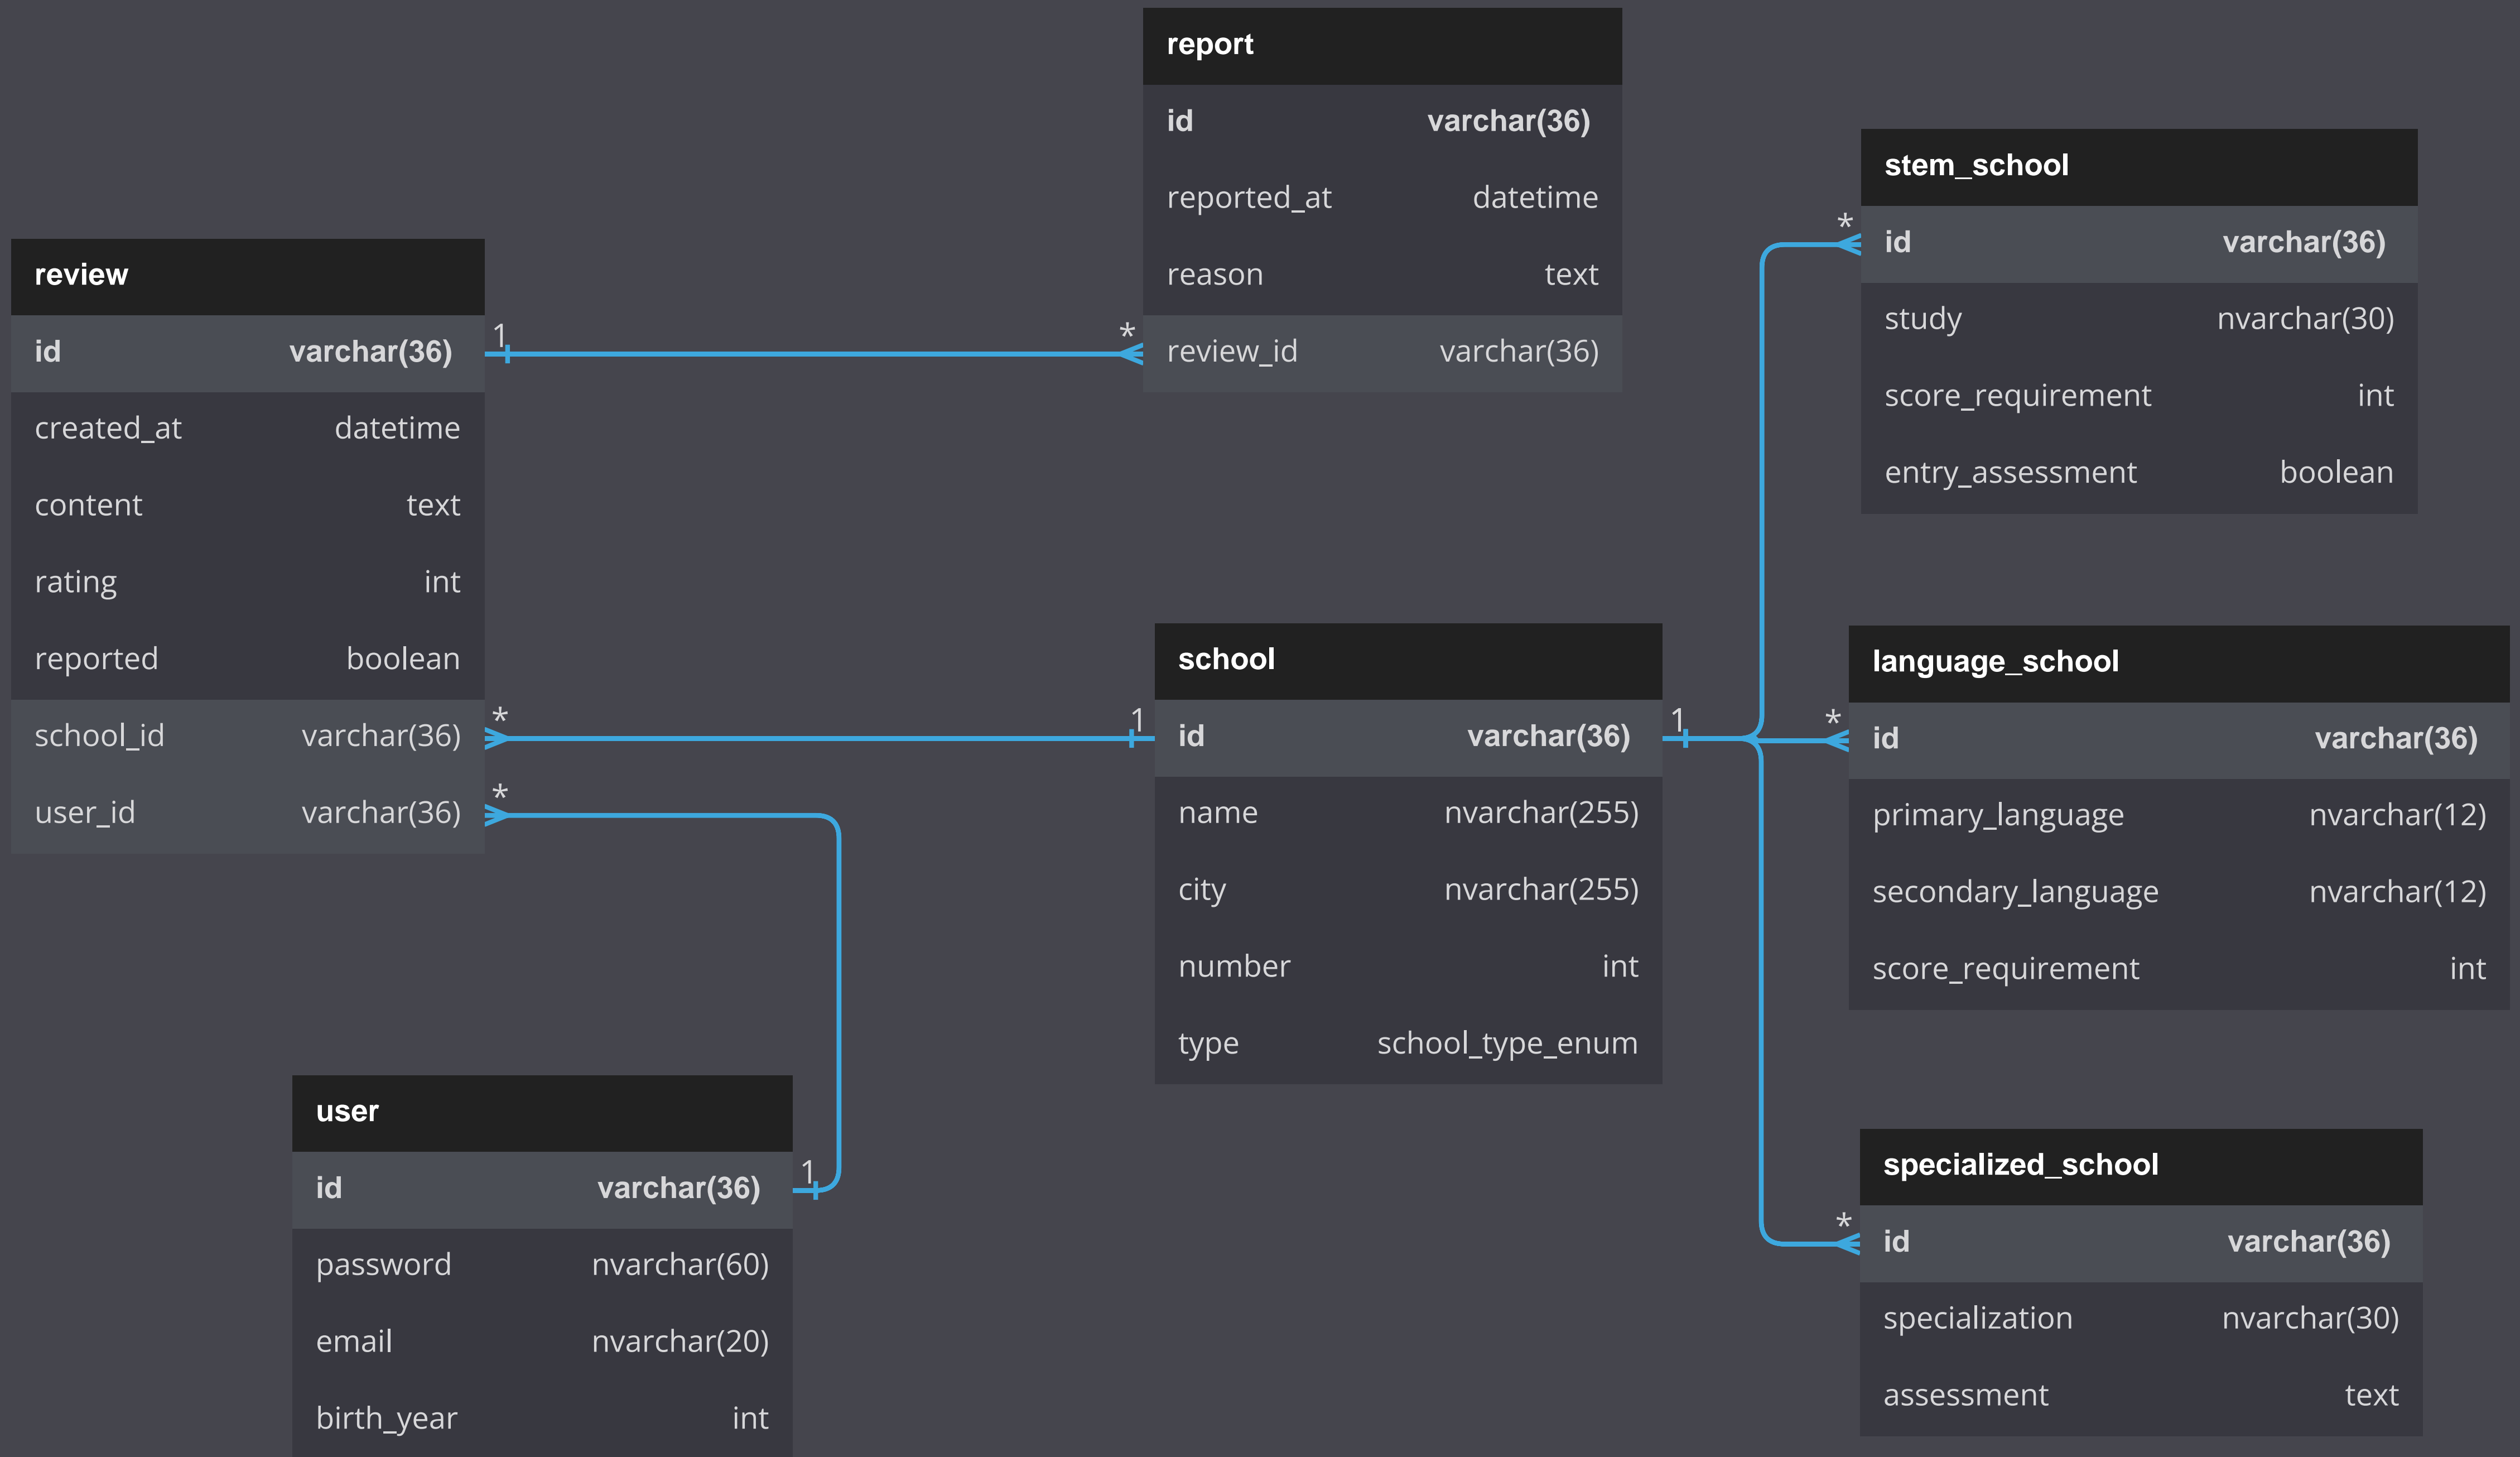 report
id varchar(36)
reported_at datetime
reason text
review_id varchar(36)
review
id varchar(36)
created_at datetime
content text
rating int
reported boolean
school_id varchar(36)
user_id varchar(36)
1
*
*
*
1
1
1
*
*
*
school
id varchar(36)
name nvarchar(255)
city nvarchar(255)
number int
type school_type_enum
user
id varchar(36)
password nvarchar(60)
email nvarchar(20)
birth_year int
stem_school
id varchar(36)
study nvarchar(30)
score_requirement int
entry_assessment boolean
language_school
id varchar(36)
primary_language nvarchar(12)
secondary_language nvarchar(12)
score_requirement int
specialized_school
id varchar(36)
specialization nvarchar(30)
assessment text